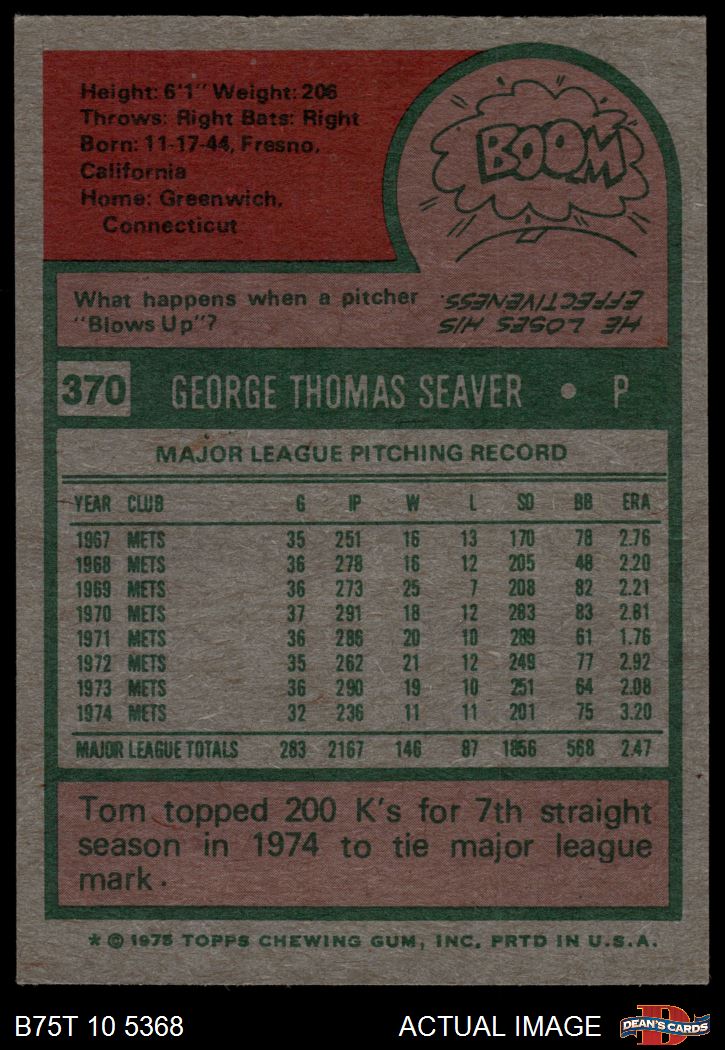 Height: 6'1" Weight: 206
Throws: Right Bats: Right
Born: 11-17-44, Fresno,
California
Home: Greenwich,
Connecticut
BOOM
What happens when a pitcher
"Blows Up"?
HE LOSES HIS
EFFECTIVENESS.
370 GEORGE THOMAS SEAVER • P
MAJOR LEAGUE PITCHING RECORD
YEAR CLUB G IP W L SO BB ERA
1967 METS 35 251 16 13 170 78 2.76
1968 METS 36 278 16 12 205 48 2.20
1969 METS 36 273 25 7 208 82 2.21
1970 METS 37 291 18 12 283 83 2.81
1971 METS 36 286 20 10 289 61 1.76
1972 METS 35 262 21 12 249 77 2.92
1973 METS 36 290 19 10 251 64 2.08
1974 METS 32 236 11 11 201 75 3.20
MAJOR LEAGUE TOTALS 283 2167 146 87 1856 568 2.47
Tom topped 200 K's for 7th straight
season in 1974 to tie major league
mark.
* © 1975 TOPPS CHEWING GUM, INC. PRTD IN U.S.A.
B75T 10 5368 ACTUAL IMAGE DEAN'S CARDS